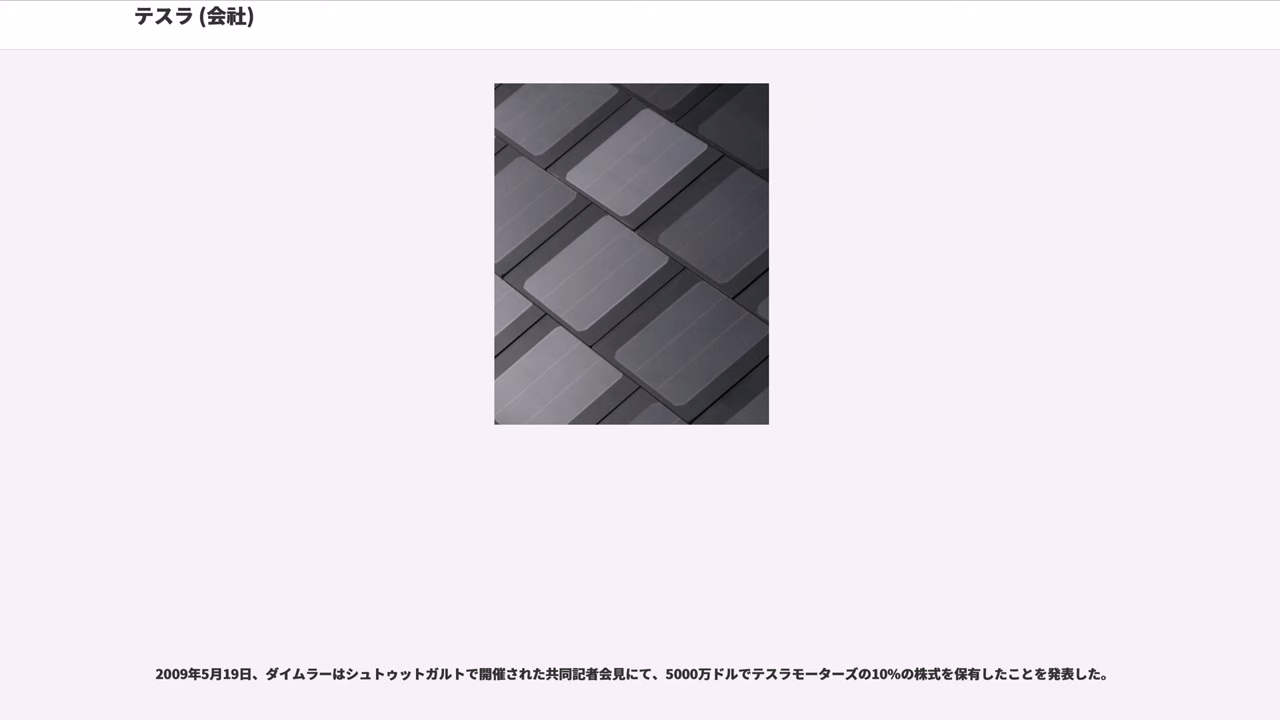 テスラ (会社)
2009年5月19日、ダイムラーはシュトゥットガルトで開催された共同記者会見にて、5000万ドルでテスラモーターズの10%の株式を保有したことを発表した。